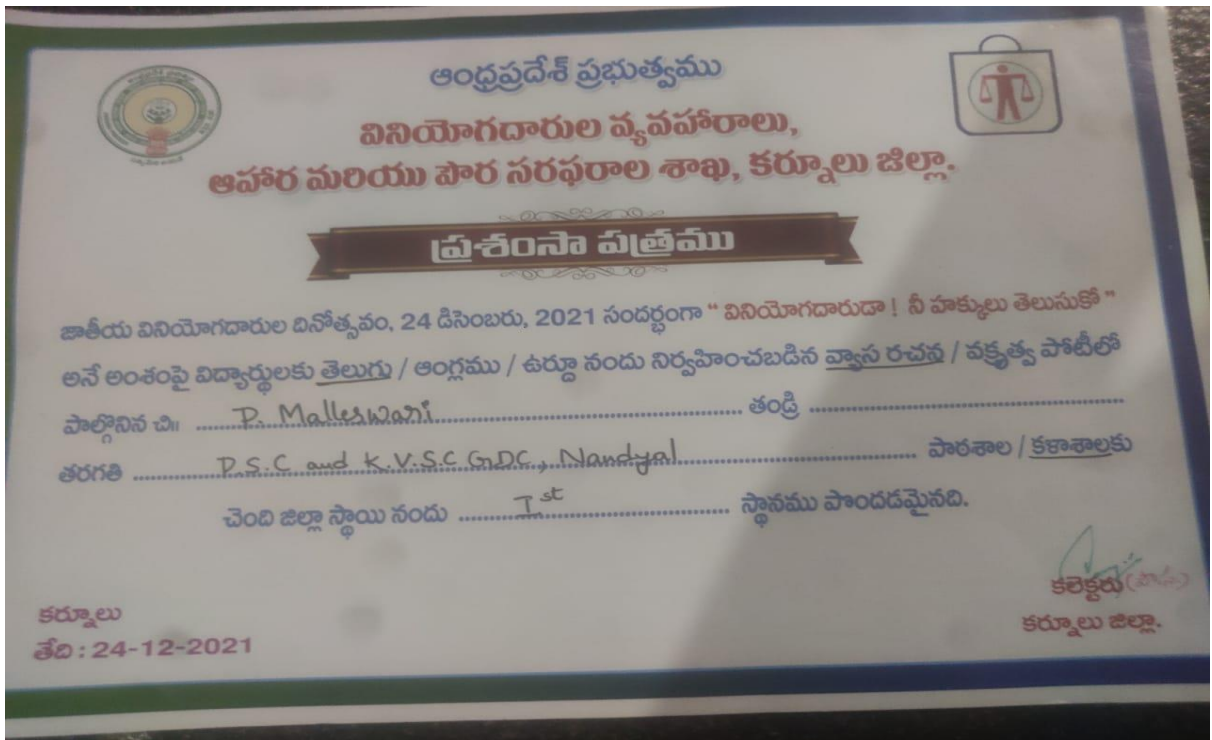 ఆంధ్రప్రదేశ్ ప్రభుత్వము
వినియోగదారుల వ్యవహారాలు,
ఆహార మరియు పౌర సరఫరాల శాఖ, కర్నూలు జిల్లా.
ప్రశంసా పత్రము
జాతీయ వినియోగదారుల దినోత్సవం, 24 డిసెంబరు, 2021 సందర్భంగా " వినియోగదారుడా ! నీ హక్కులు తెలుసుకో "
అనే అంశంపై విద్యార్థులకు తెలుగు / ఆంగ్లము / ఉర్దూ నందు నిర్వహించబడిన వ్యాస రచన / వక్తృత్వ పోటీలో
పాల్గొనిన చి॥ P. Malleswari తండ్రి
తరగతి P.S.C and K.V.S.C GDC, Nandyal పాఠశాల / కళాశాలకు
చెంది జిల్లా స్థాయి నందు Ist స్థానము పొందడమైనది.
కలెక్టరు
కర్నూలు జిల్లా.
కర్నూలు
తేది : 24-12-2021